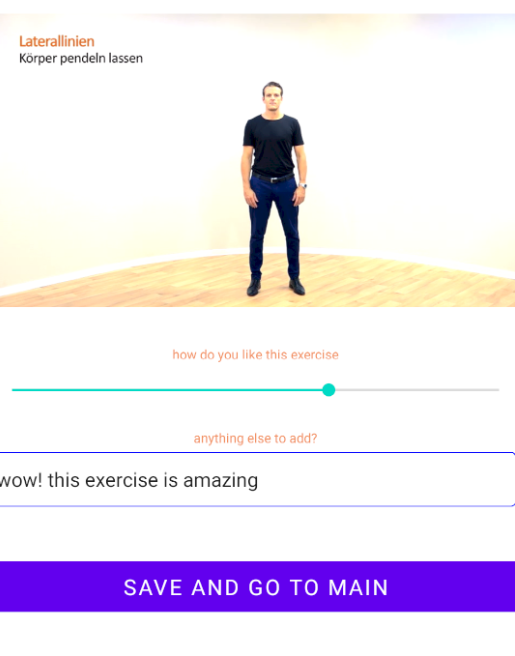 Laterallinien
Körper pendeln lassen
how do you like this exercise
anything else to add?
wow! this exercise is amazing
SAVE AND GO TO MAIN